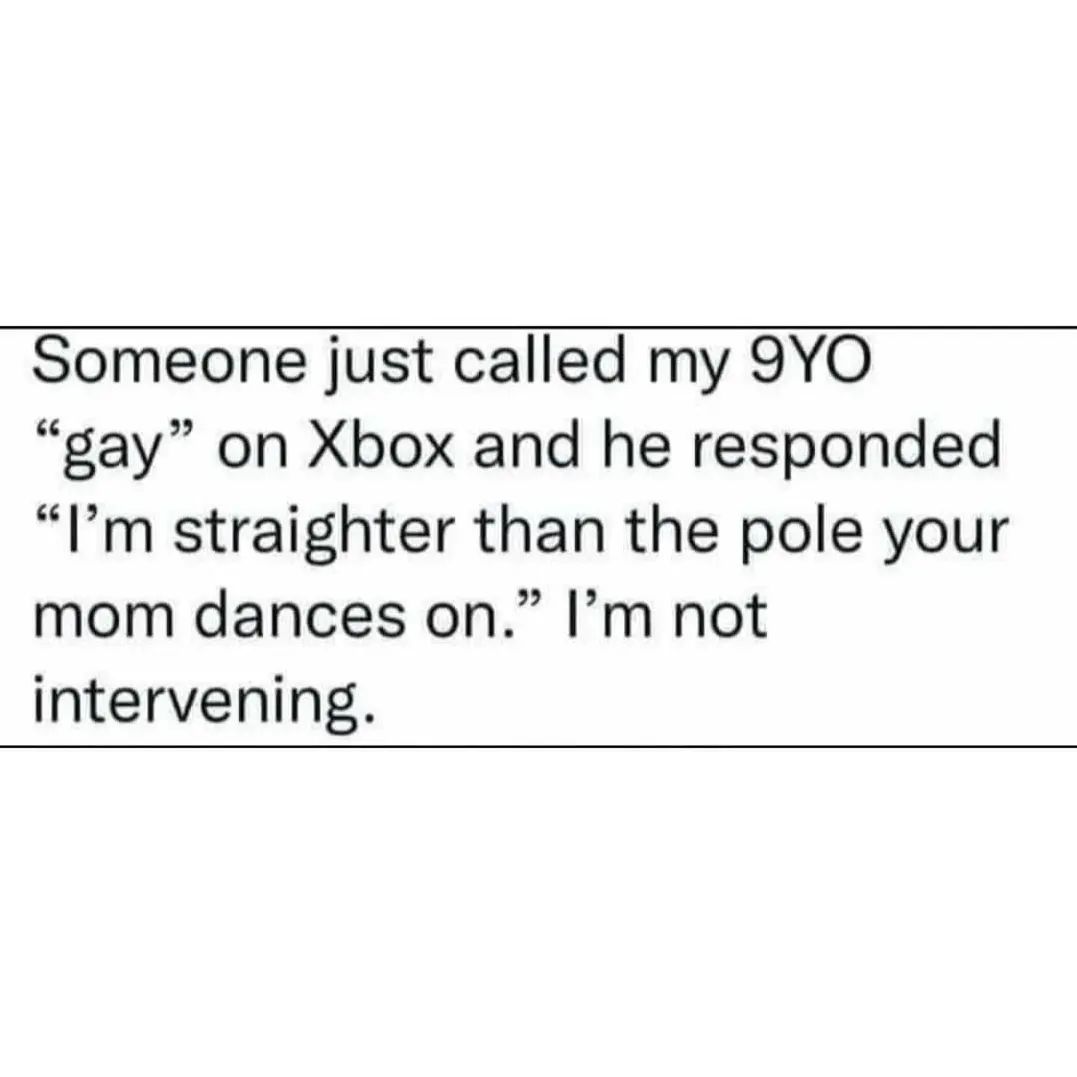 Someone just called my 9YO
“gay” on Xbox and he responded
“I’m straighter than the pole your
mom dances on.” I’m not
intervening.